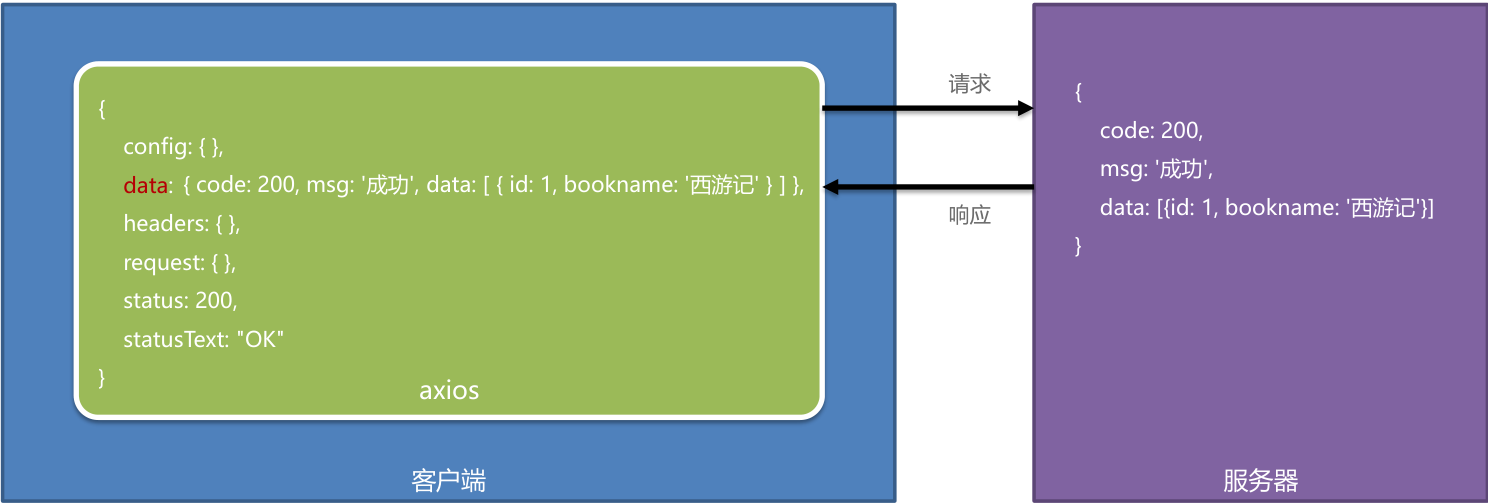 {
config: { },
data: { code: 200, msg: '成功', data: [ { id: 1, bookname: '西游记' } ] },
headers: { },
request: { },
status: 200,
statusText: "OK"
}
axios
客户端
请求
响应
{
code: 200,
msg: '成功',
data: [{id: 1, bookname: '西游记'}]
}
服务器